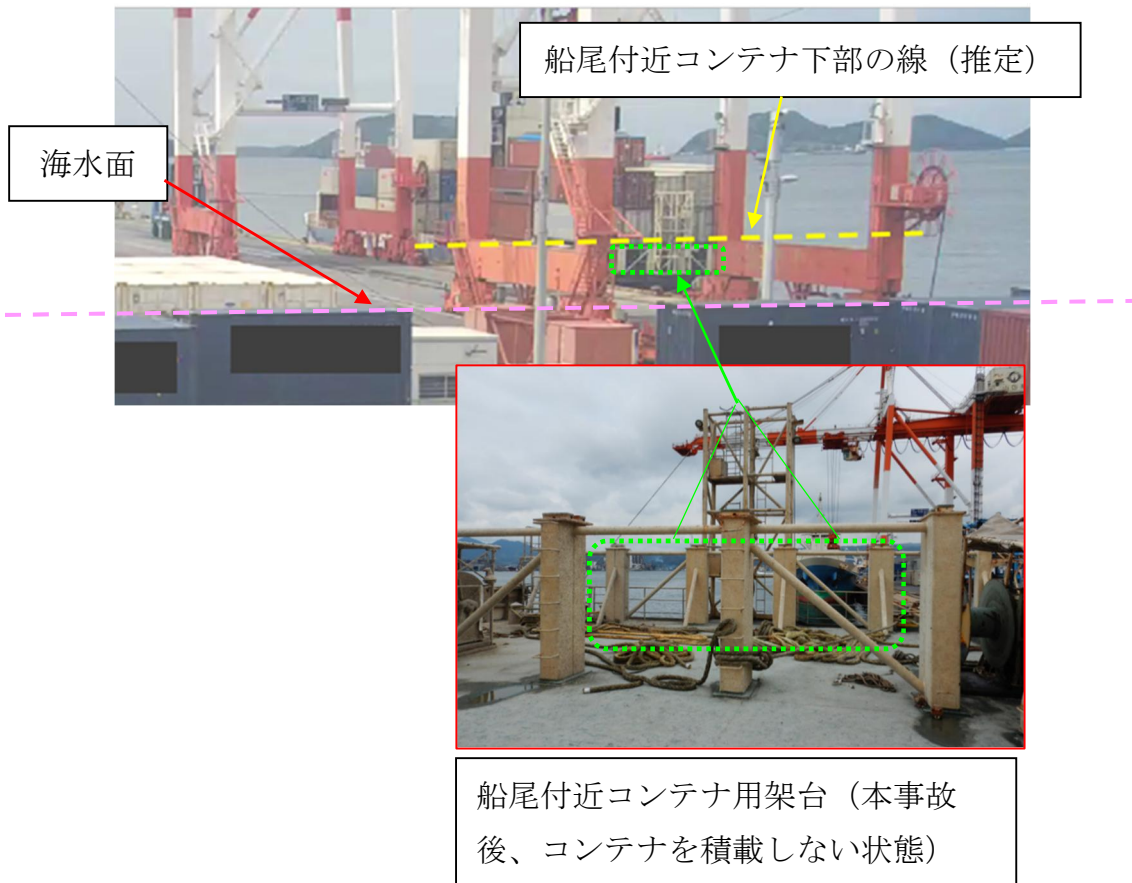 船尾付近コンテナ下部の線（推定）
海水面
船尾付近コンテナ用架台（本事故
後、コンテナを積載しない状態）